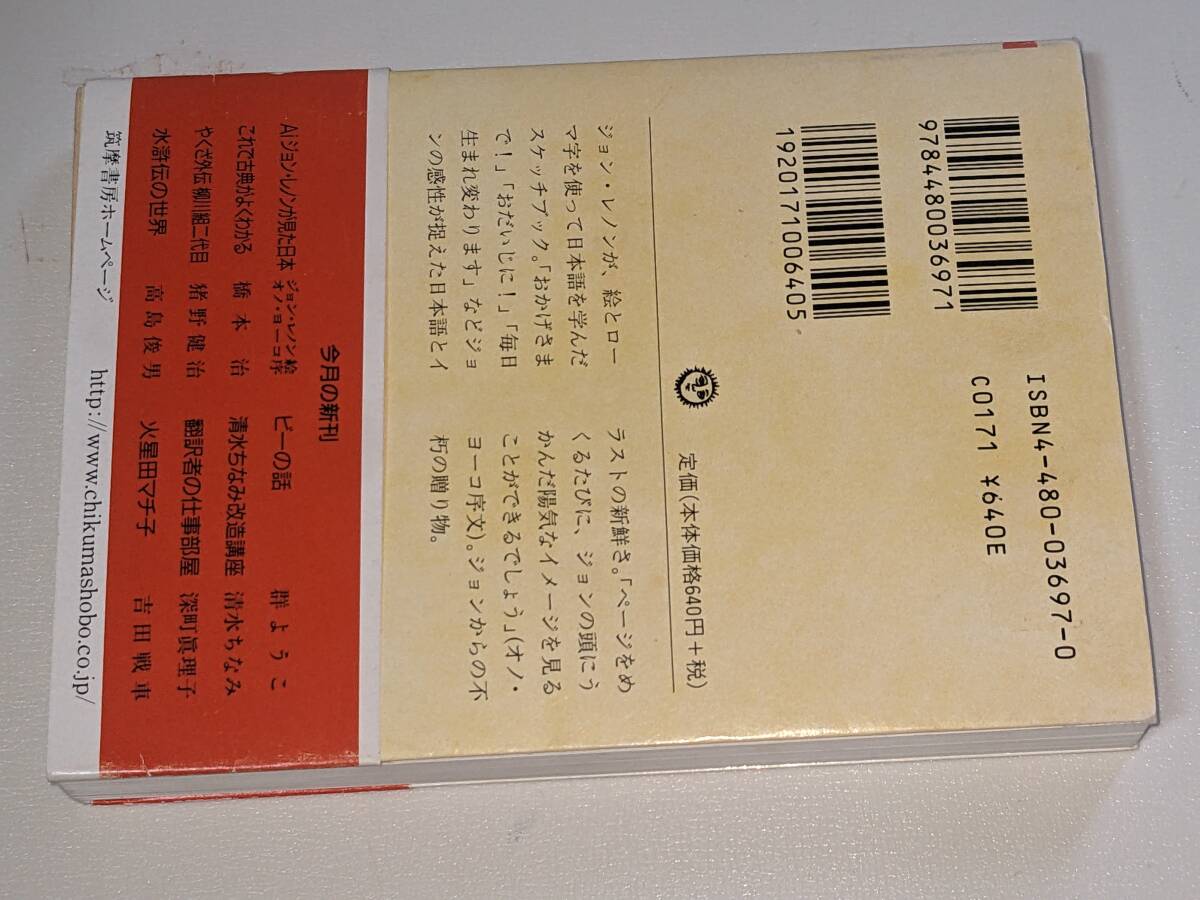 9784480036971
1920171006405
ISBN4-480-03697-0
C0171 ¥640E
定価(本体価格640円+税)
ジョン・レノンが、絵とロー
マ字を使って日本語を学んだ
スケッチブック。「おかげさま
で!」「おだいじに!」「毎日
生まれ変わります」などジョ
ンの感性が捉えた日本語とイ
ラストの新鮮さ。「ページをめ
くるたびに、ジョンの頭にう
かんだ陽気なイメージを見る
ことができるでしょう」(オノ・
ヨーコ序文)。ジョンからの不
朽の贈り物。
今月の新刊
Aiジョン・レノンが見た日本 ジョン・レノン絵 オノ・ヨーコ序
これで古典がよくわかる 橋本治
やくざ外伝 柳川組二代目 猪野健治
水滸伝の世界 高島俊男
ビーの話 群ようこ
清水ちなみ改造講座 清水ちなみ
翻訳者の仕事部屋 深町眞理子
火星田マチ子 吉田戦車
筑摩書房ホームページ http://www.chikumashobo.co.jp/